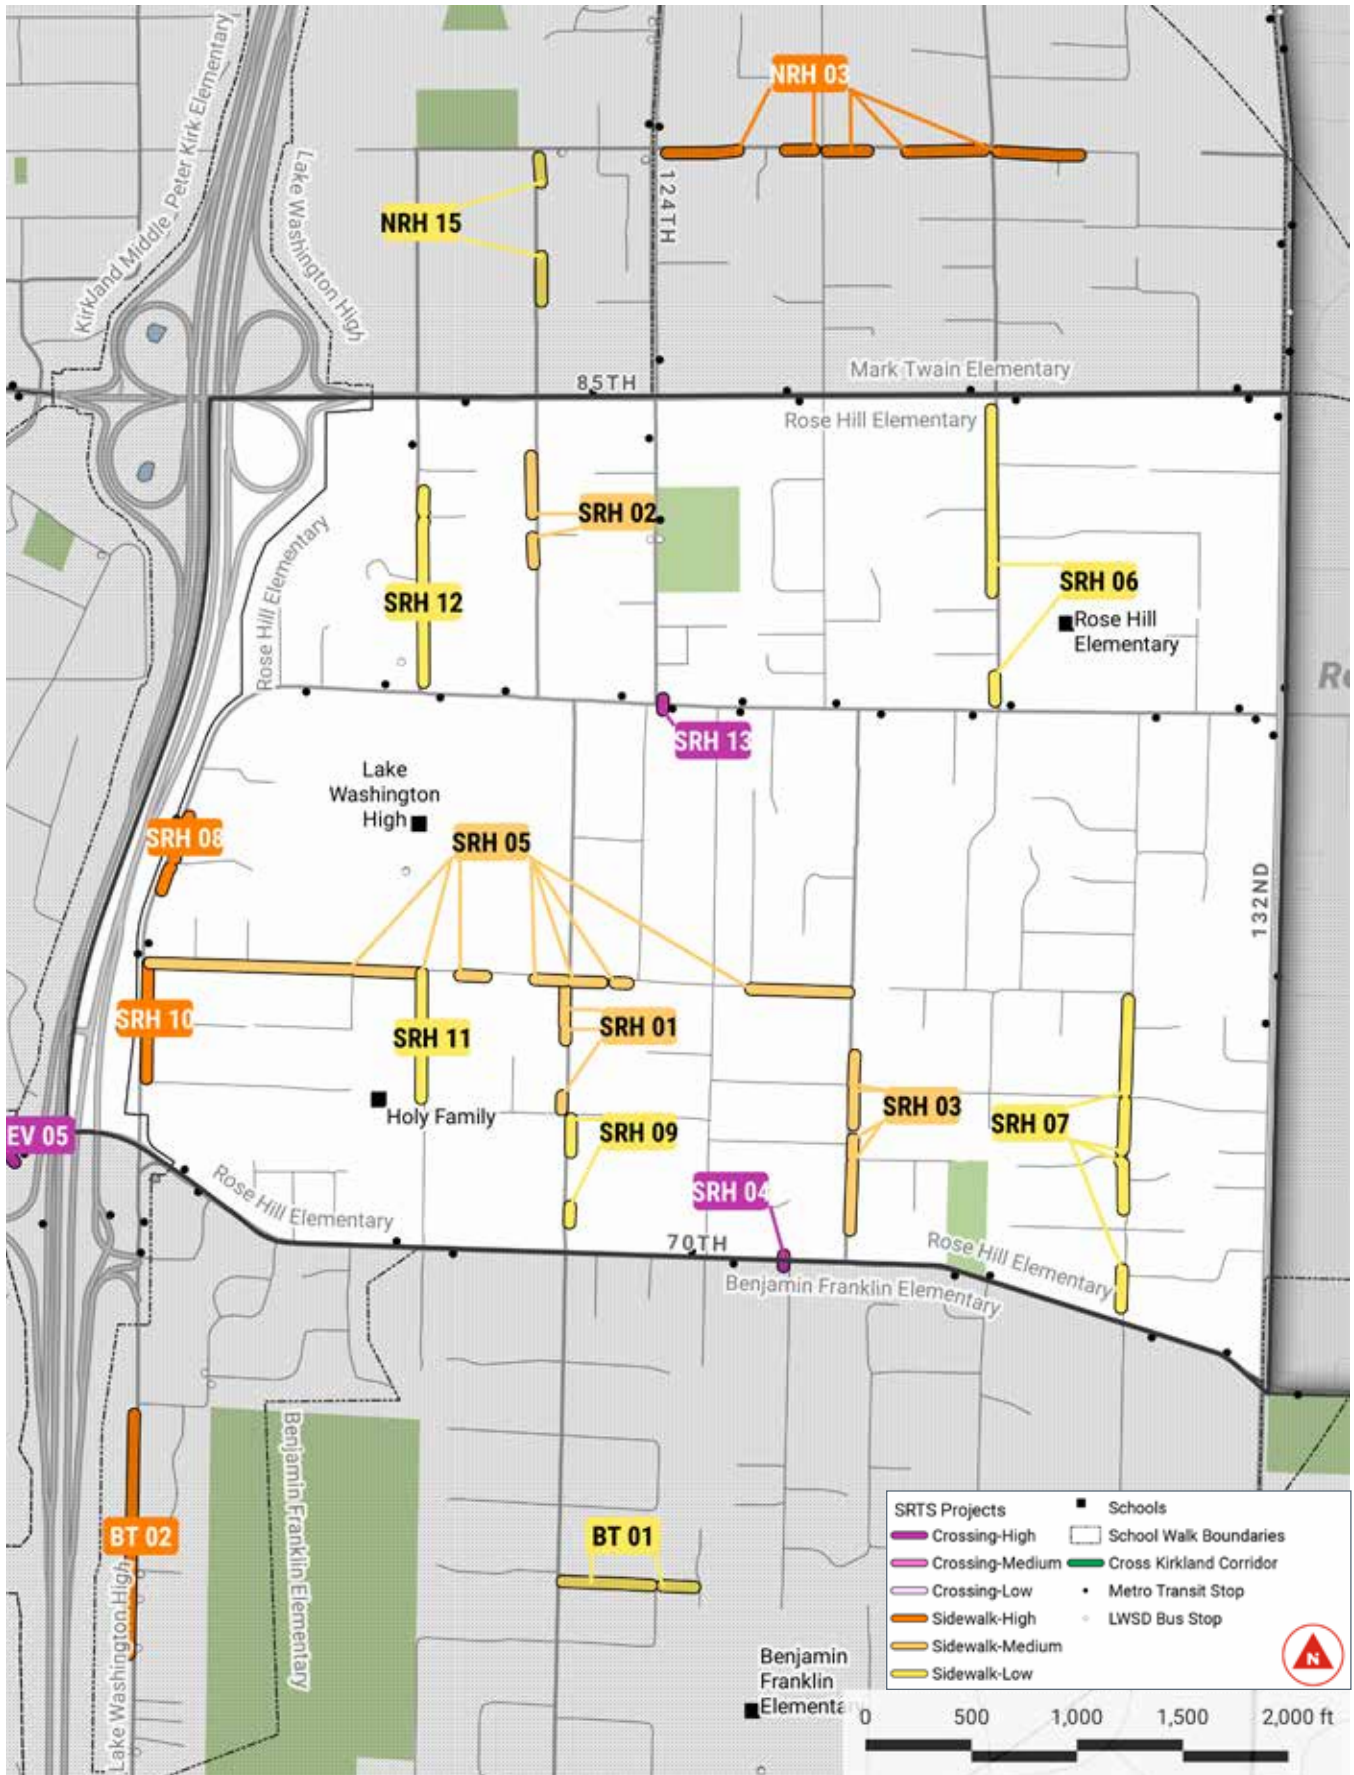 NRH 03
Kirkland Middle, Peter Kirk Elementary
Lake Washington High
124TH
NRH 15
85TH
Mark Twain Elementary
Rose Hill Elementary
SRH 02
SRH 12
SRH 06
Rose Hill
Elementary
Rose Hill Elementary
SRH 13
Lake
Washington
High
SRH 08
SRH 05
132ND
SRH 10
SRH 11
SRH 01
SRH 03
SRH 07
Holy Family
SRH 09
EV 05
SRH 04
Rose Hill Elementary
70TH
Rose Hill Elementary
Benjamin Franklin Elementary
Benjamin Franklin Elementary
BT 02
BT 01
Lake Washington High
Benjamin
Franklin
Elementar
SRTS Projects
Crossing-High
Crossing-Medium
Crossing-Low
Sidewalk-High
Sidewalk-Medium
Sidewalk-Low
Schools
School Walk Boundaries
Cross Kirkland Corridor
Metro Transit Stop
LWSD Bus Stop
N
0 500 1,000 1,500 2,000 ft